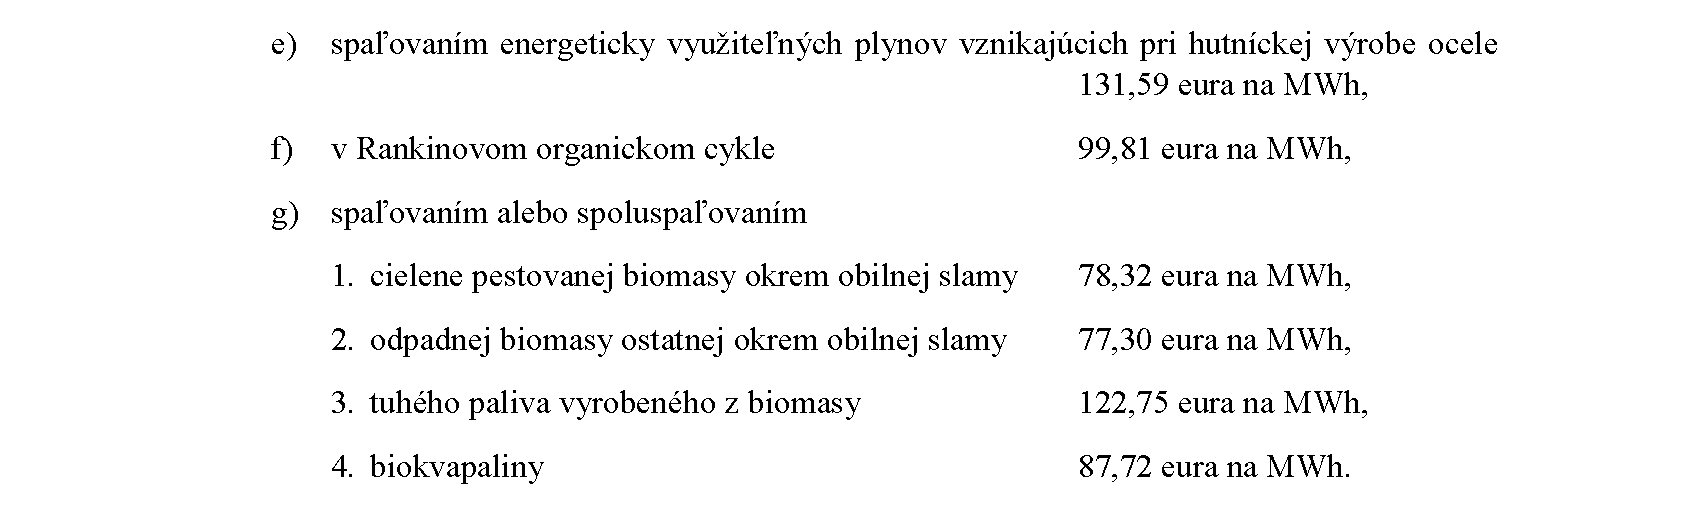 e) spaľovaním energeticky využiteľných plynov vznikajúcich pri hutníckej výrobe ocele
131,59 eura na MWh,
f) v Rankinovom organickom cykle 99,81 eura na MWh,
g) spaľovaním alebo spoluspaľovaním
1. cielene pestovanej biomasy okrem obilnej slamy 78,32 eura na MWh,
2. odpadnej biomasy ostatnej okrem obilnej slamy 77,30 eura na MWh,
3. tuhého paliva vyrobeného z biomasy 122,75 eura na MWh,
4. biokvapaliny 87,72 eura na MWh.